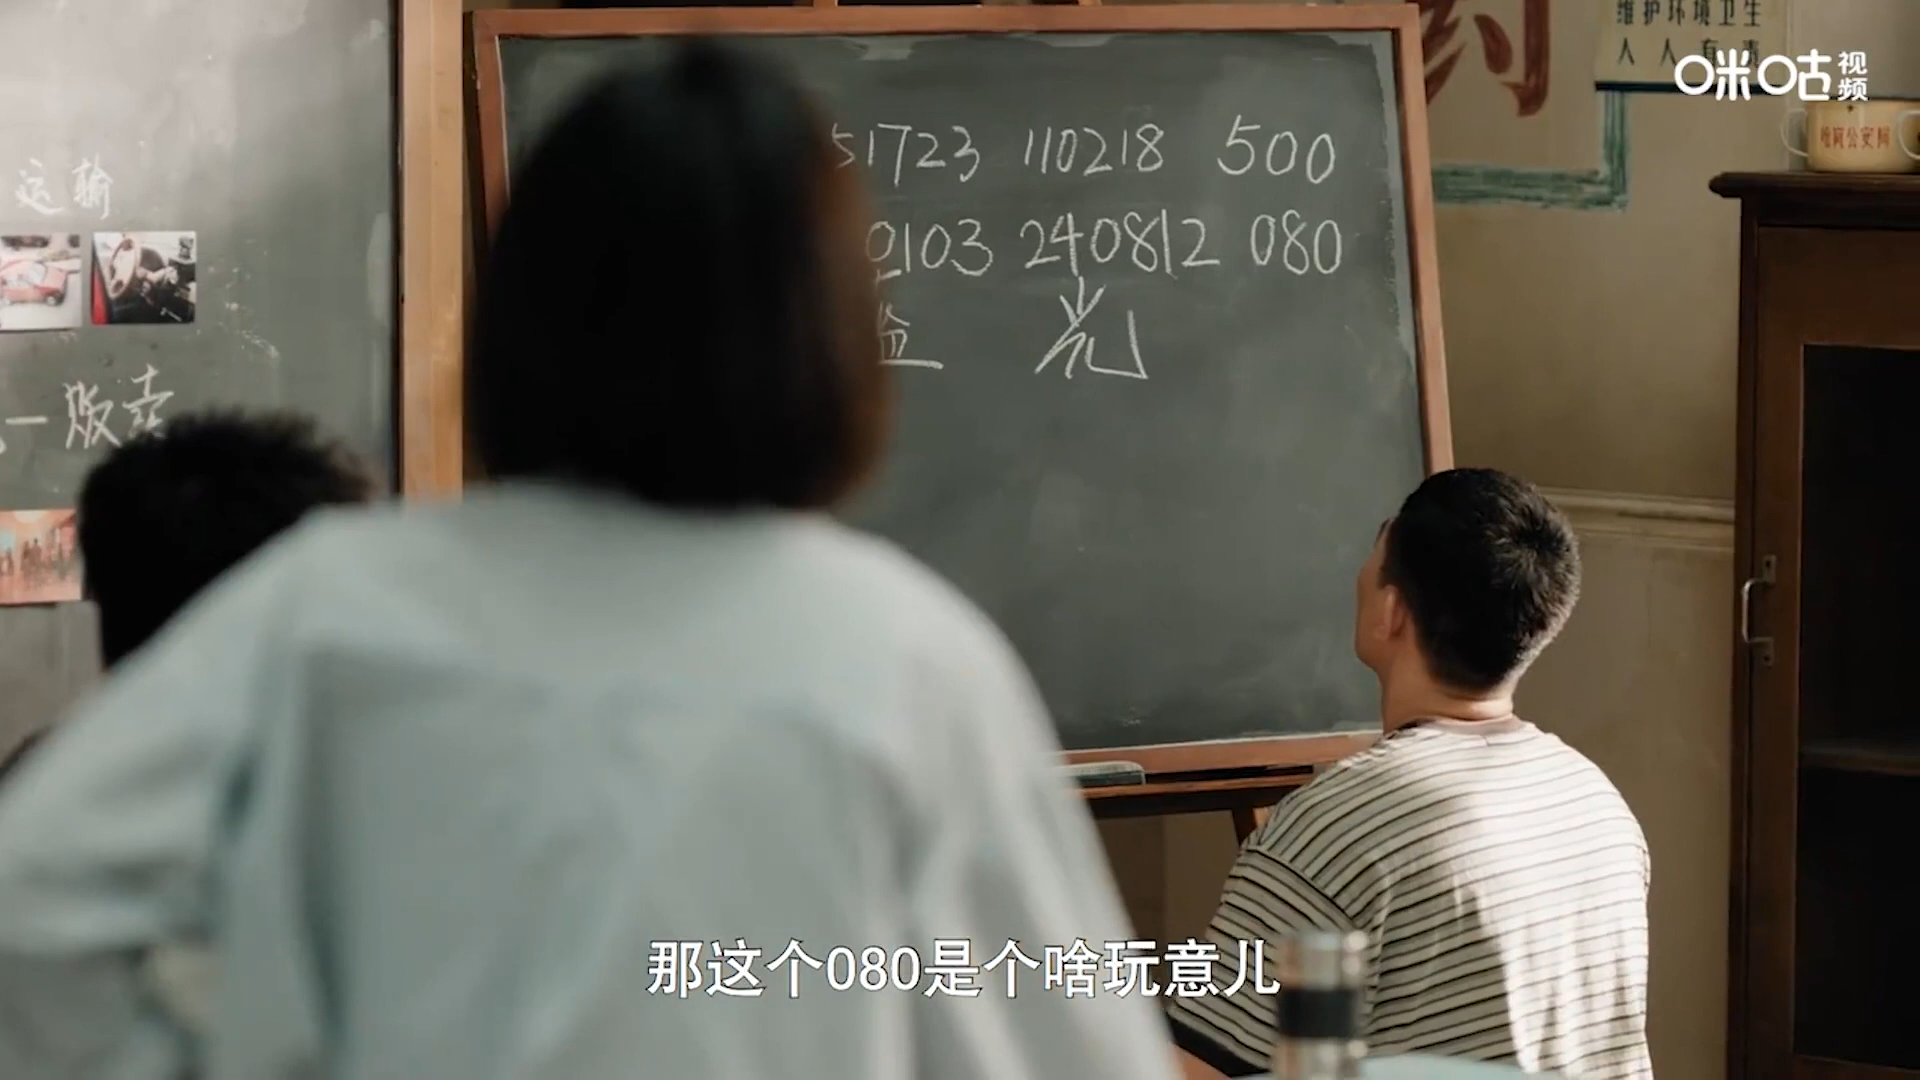 维护环境卫生
人人有责
咪咕视频
运输
51723 110218 500
0103 240812 080
益 光
贩卖
那这个080是个啥玩意儿